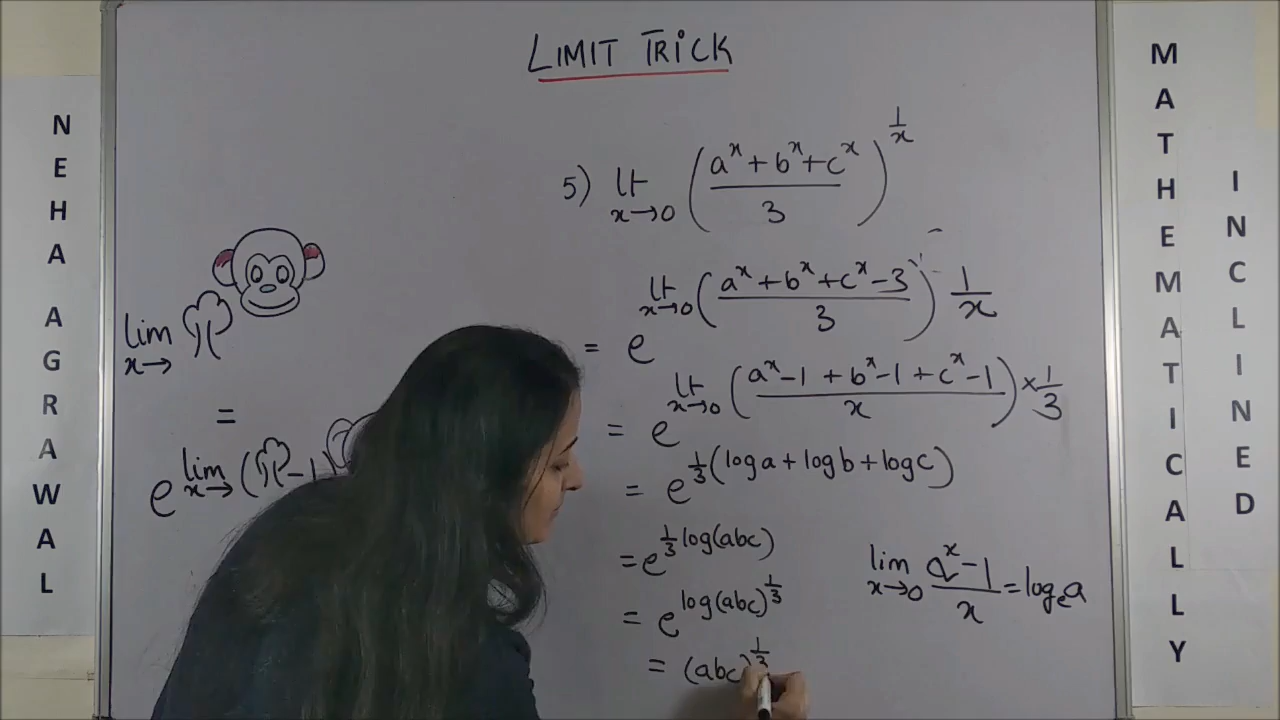 LIMIT TRICK
NEHA AGRAWAL
MATHEMATICALLY
INCLINED
5) lt x→0 ((a^x + b^x + c^x)/3)^(1/x)
= e^(lt x→0 ((a^x + b^x + c^x - 3)/3) 1/x)
= e^(lt x→0 ((a^x - 1 + b^x - 1 + c^x - 1)/x) × 1/3)
= e^(1/3 (log a + log b + log c))
= e^(1/3 log(abc))
= e^(log(abc)^(1/3))
= (abc)^(1/3)
lim x→0 (a^x - 1)/x = log_e a
lim x→
=
e^(lim x→ ( -1)